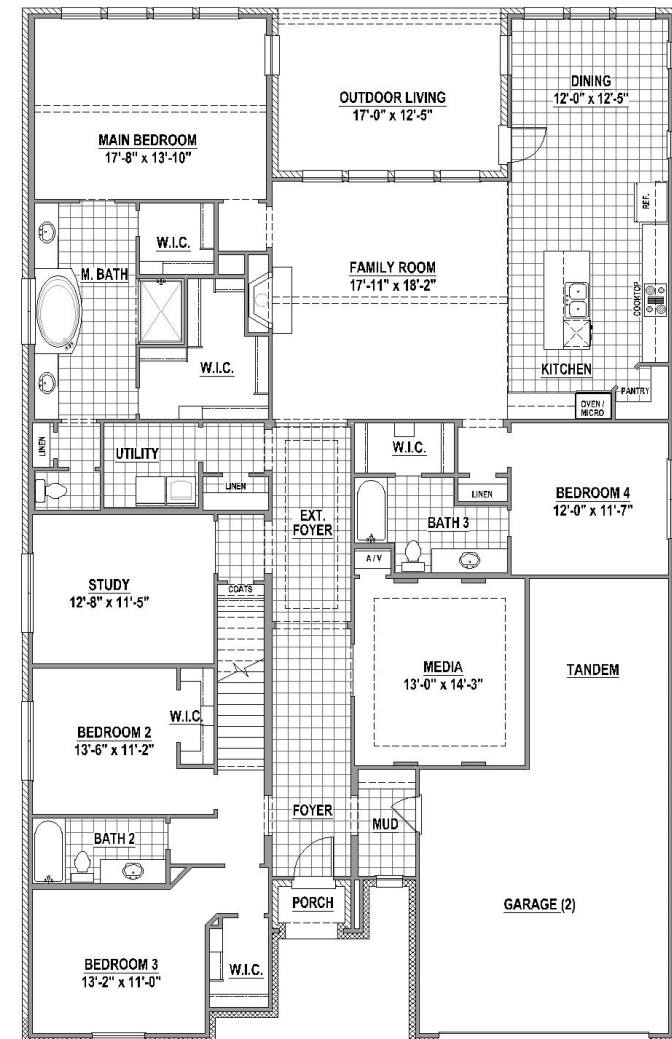 MAIN BEDROOM
17'-8" x 13'-10"
OUTDOOR LIVING
17'-0" x 12'-5"
DINING
12'-0" x 12'-5"
REF.
W.I.C.
M. BATH
FAMILY ROOM
17'-11" x 18'-2"
COOKTOP
W.I.C.
KITCHEN
PANTRY
OVEN /
MICRO
LINEN
UTILITY
LINEN
W.I.C.
LINEN
BEDROOM 4
12'-0" x 11'-7"
EXT.
FOYER
BATH 3
A / V
STUDY
12'-8" x 11'-5"
COATS
MEDIA
13'-0" x 14'-3"
TANDEM
W.I.C.
BEDROOM 2
13'-6" x 11'-2"
FOYER
MUD
BATH 2
PORCH
GARAGE (2)
BEDROOM 3
13'-2" x 11'-0"
W.I.C.